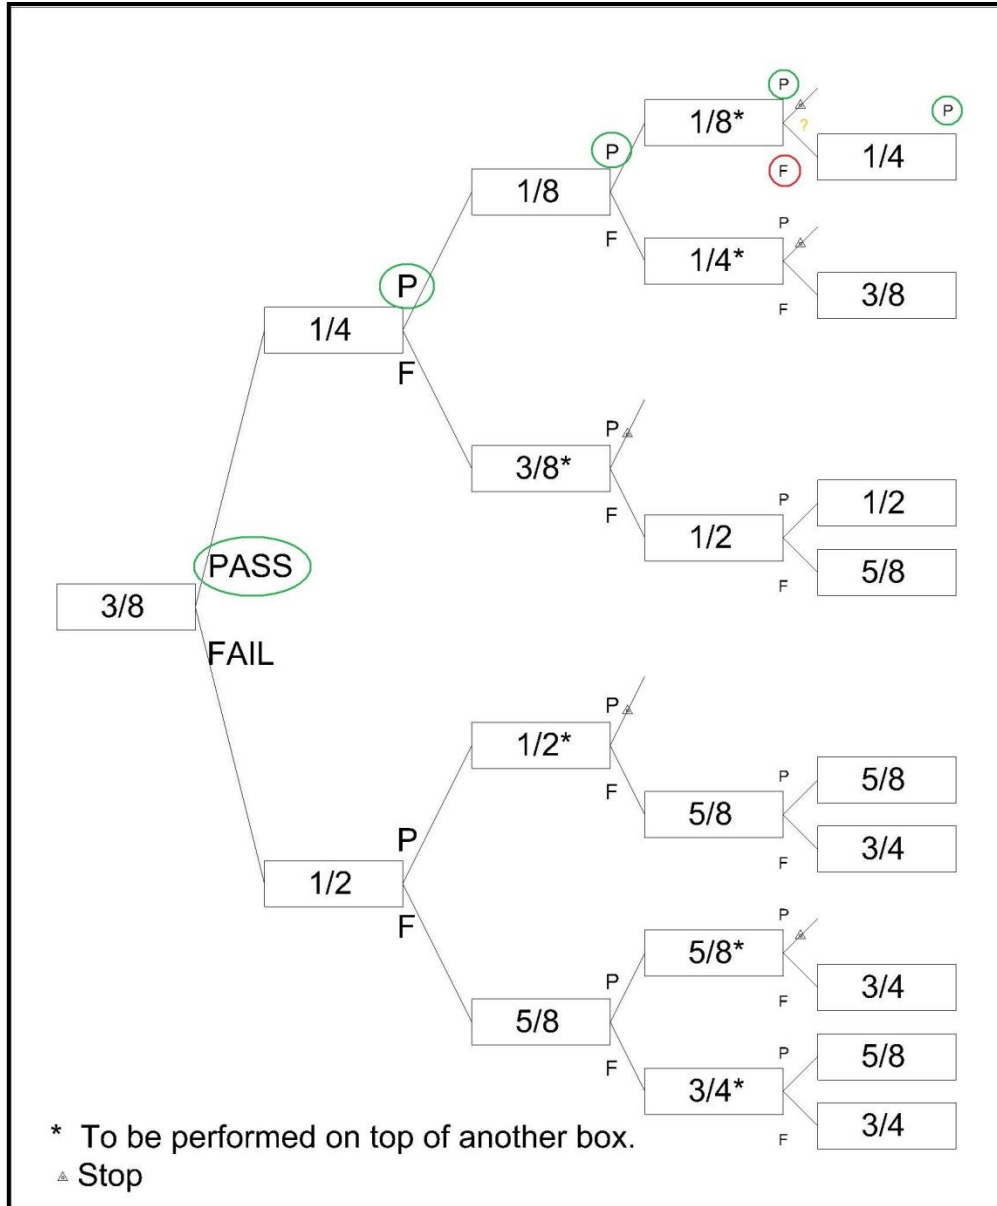 P
P
1/8*
?
P
1/4
F
1/8
P
F
1/4*
3/8
F
P
1/4
F
P
3/8*
P
1/2
F
1/2
5/8
F
PASS
3/8
FAIL
P
1/2*
P
5/8
F
5/8
3/4
F
P
1/2
F
P
5/8*
P
3/4
F
5/8
P
5/8
F
3/4*
3/4
F
* To be performed on top of another box.
Stop